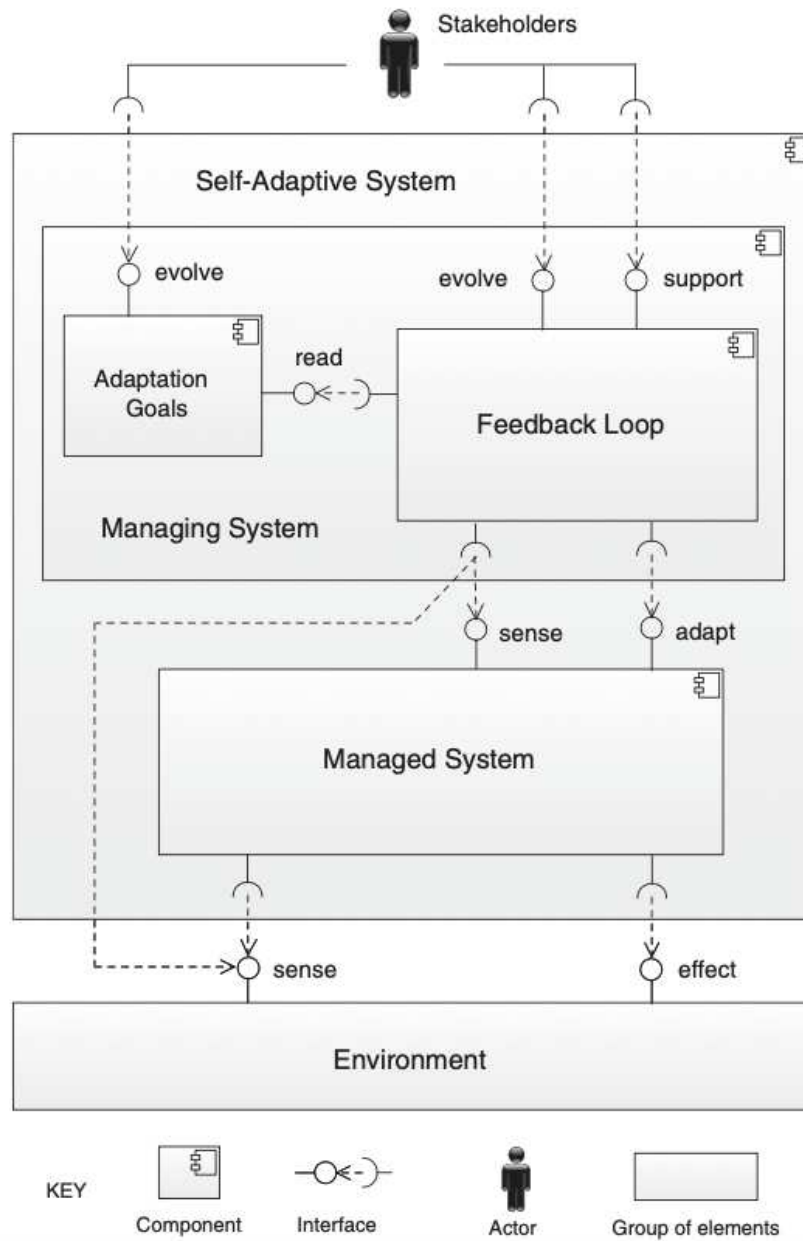 Stakeholders
Self-Adaptive System
evolve
evolve
support
read
Adaptation
Goals
Feedback Loop
Managing System
sense
adapt
Managed System
sense
effect
Environment
KEY
Component
Interface
Actor
Group of elements